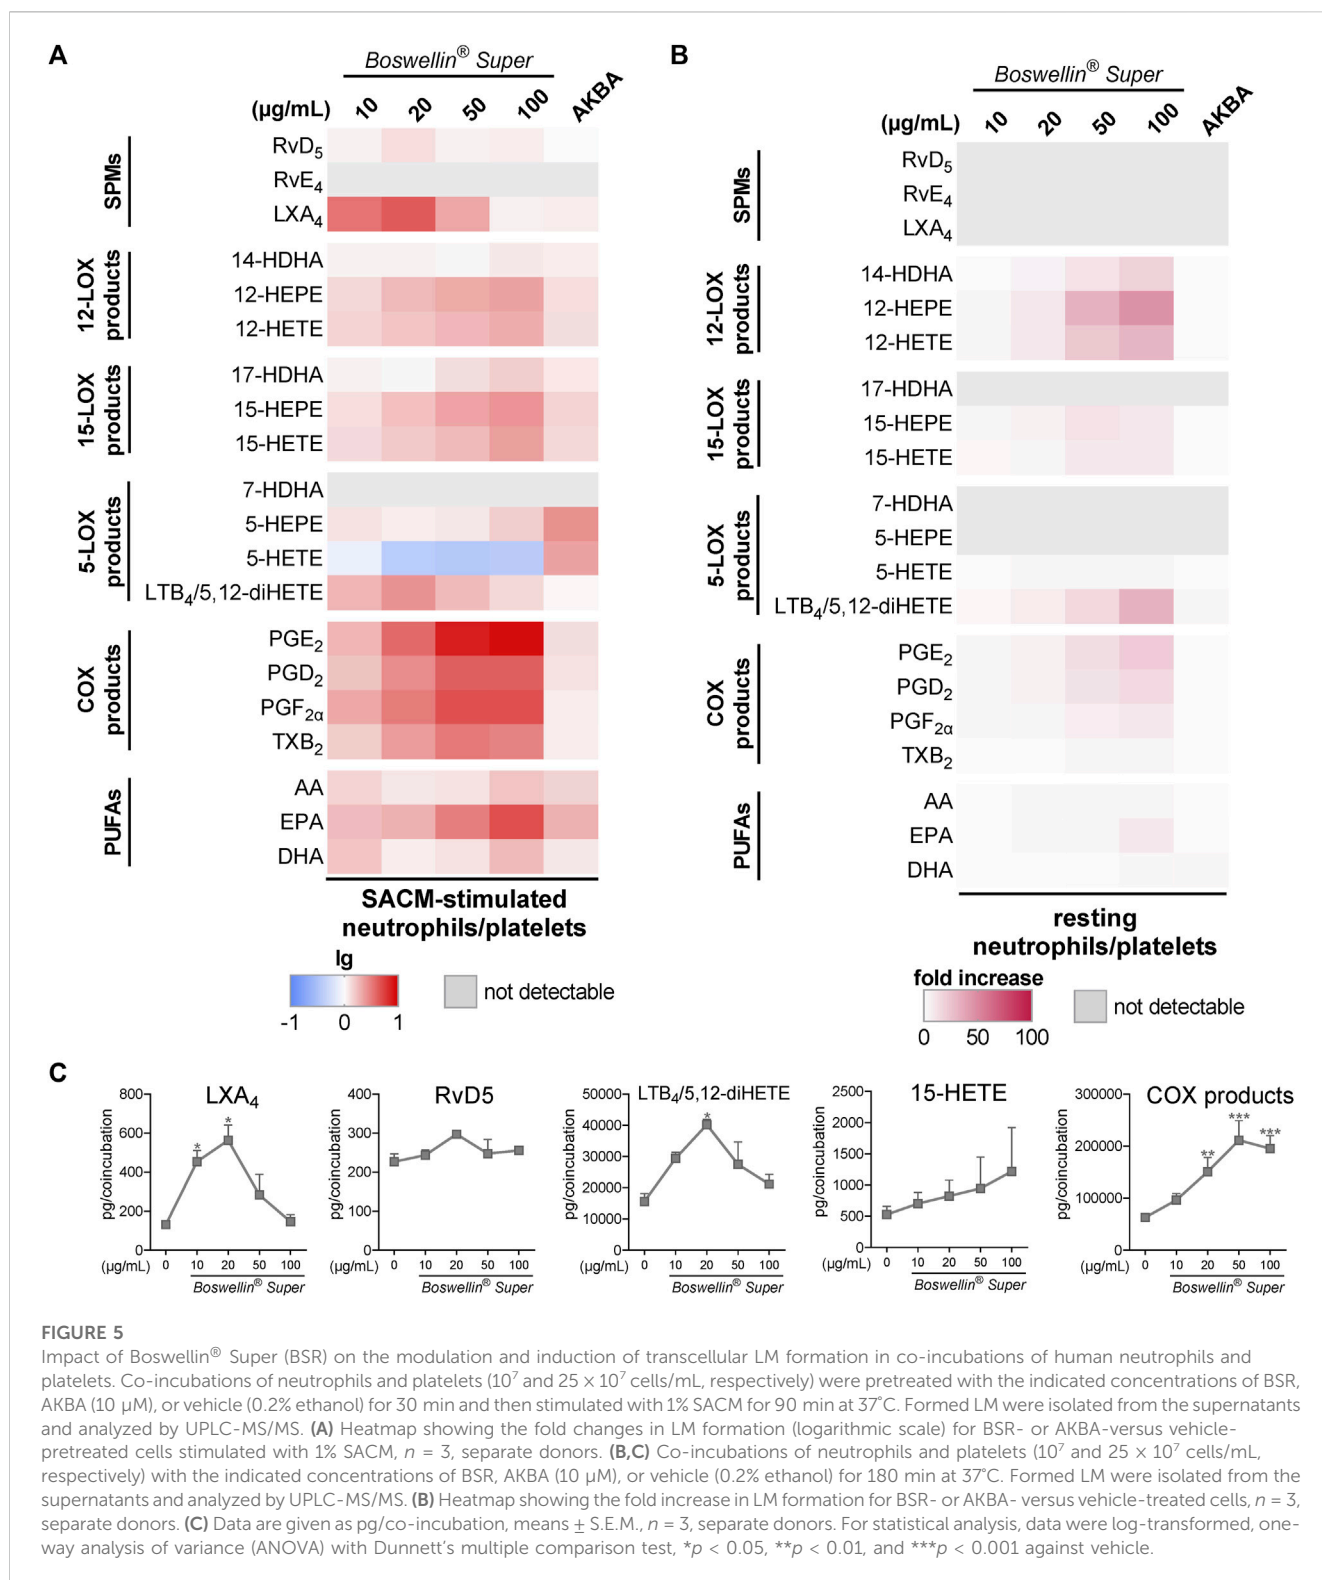 A
Boswellin® Super
(µg/mL) 10 20 50 100 AKBA
SPMs
RvD5
RvE4
LXA4
12-LOX products
14-HDHA
12-HEPE
12-HETE
15-LOX products
17-HDHA
15-HEPE
15-HETE
5-LOX products
7-HDHA
5-HEPE
5-HETE
LTB4/5,12-diHETE
COX products
PGE2
PGD2
PGF2α
TXB2
PUFAs
AA
EPA
DHA
SACM-stimulated
neutrophils/platelets
lg
-1 0 1
not detectable
B
Boswellin® Super
(µg/mL) 10 20 50 100 AKBA
SPMs
RvD5
RvE4
LXA4
12-LOX products
14-HDHA
12-HEPE
12-HETE
15-LOX products
17-HDHA
15-HEPE
15-HETE
5-LOX products
7-HDHA
5-HEPE
5-HETE
LTB4/5,12-diHETE
COX products
PGE2
PGD2
PGF2α
TXB2
PUFAs
AA
EPA
DHA
resting
neutrophils/platelets
fold increase
0 50 100
not detectable
C
LXA4
pg/coincubation
800
600
400
200
0
* *
(µg/mL) 0 10 20 50 100
Boswellin® Super
RvD5
pg/coincubation
400
300
200
100
0
(µg/mL) 0 10 20 50 100
Boswellin® Super
LTB4/5,12-diHETE
pg/coincubation
50000
40000
30000
20000
10000
0
*
(µg/mL) 0 10 20 50 100
Boswellin® Super
15-HETE
pg/coincubation
2500
2000
1500
1000
500
0
(µg/mL) 0 10 20 50 100
Boswellin® Super
COX products
pg/coincubation
300000
200000
100000
0
** *** ***
(µg/mL) 0 10 20 50 100
Boswellin® Super
FIGURE 5
Impact of Boswellin® Super (BSR) on the modulation and induction of transcellular LM formation in co-incubations of human neutrophils and
platelets. Co-incubations of neutrophils and platelets (10⁷ and 25 × 10⁷ cells/mL, respectively) were pretreated with the indicated concentrations of BSR,
AKBA (10 µM), or vehicle (0.2% ethanol) for 30 min and then stimulated with 1% SACM for 90 min at 37˚C. Formed LM were isolated from the supernatants
and analyzed by UPLC-MS/MS. (A) Heatmap showing the fold changes in LM formation (logarithmic scale) for BSR- or AKBA-versus vehicle-
pretreated cells stimulated with 1% SACM, n = 3, separate donors. (B,C) Co-incubations of neutrophils and platelets (10⁷ and 25 × 10⁷ cells/mL,
respectively) with the indicated concentrations of BSR, AKBA (10 µM), or vehicle (0.2% ethanol) for 180 min at 37˚C. Formed LM were isolated from the
supernatants and analyzed by UPLC-MS/MS. (B) Heatmap showing the fold increase in LM formation for BSR- or AKBA- versus vehicle-treated cells, n = 3,
separate donors. (C) Data are given as pg/co-incubation, means ± S.E.M., n = 3, separate donors. For statistical analysis, data were log-transformed, one-
way analysis of variance (ANOVA) with Dunnett's multiple comparison test, *p < 0.05, **p < 0.01, and ***p < 0.001 against vehicle.